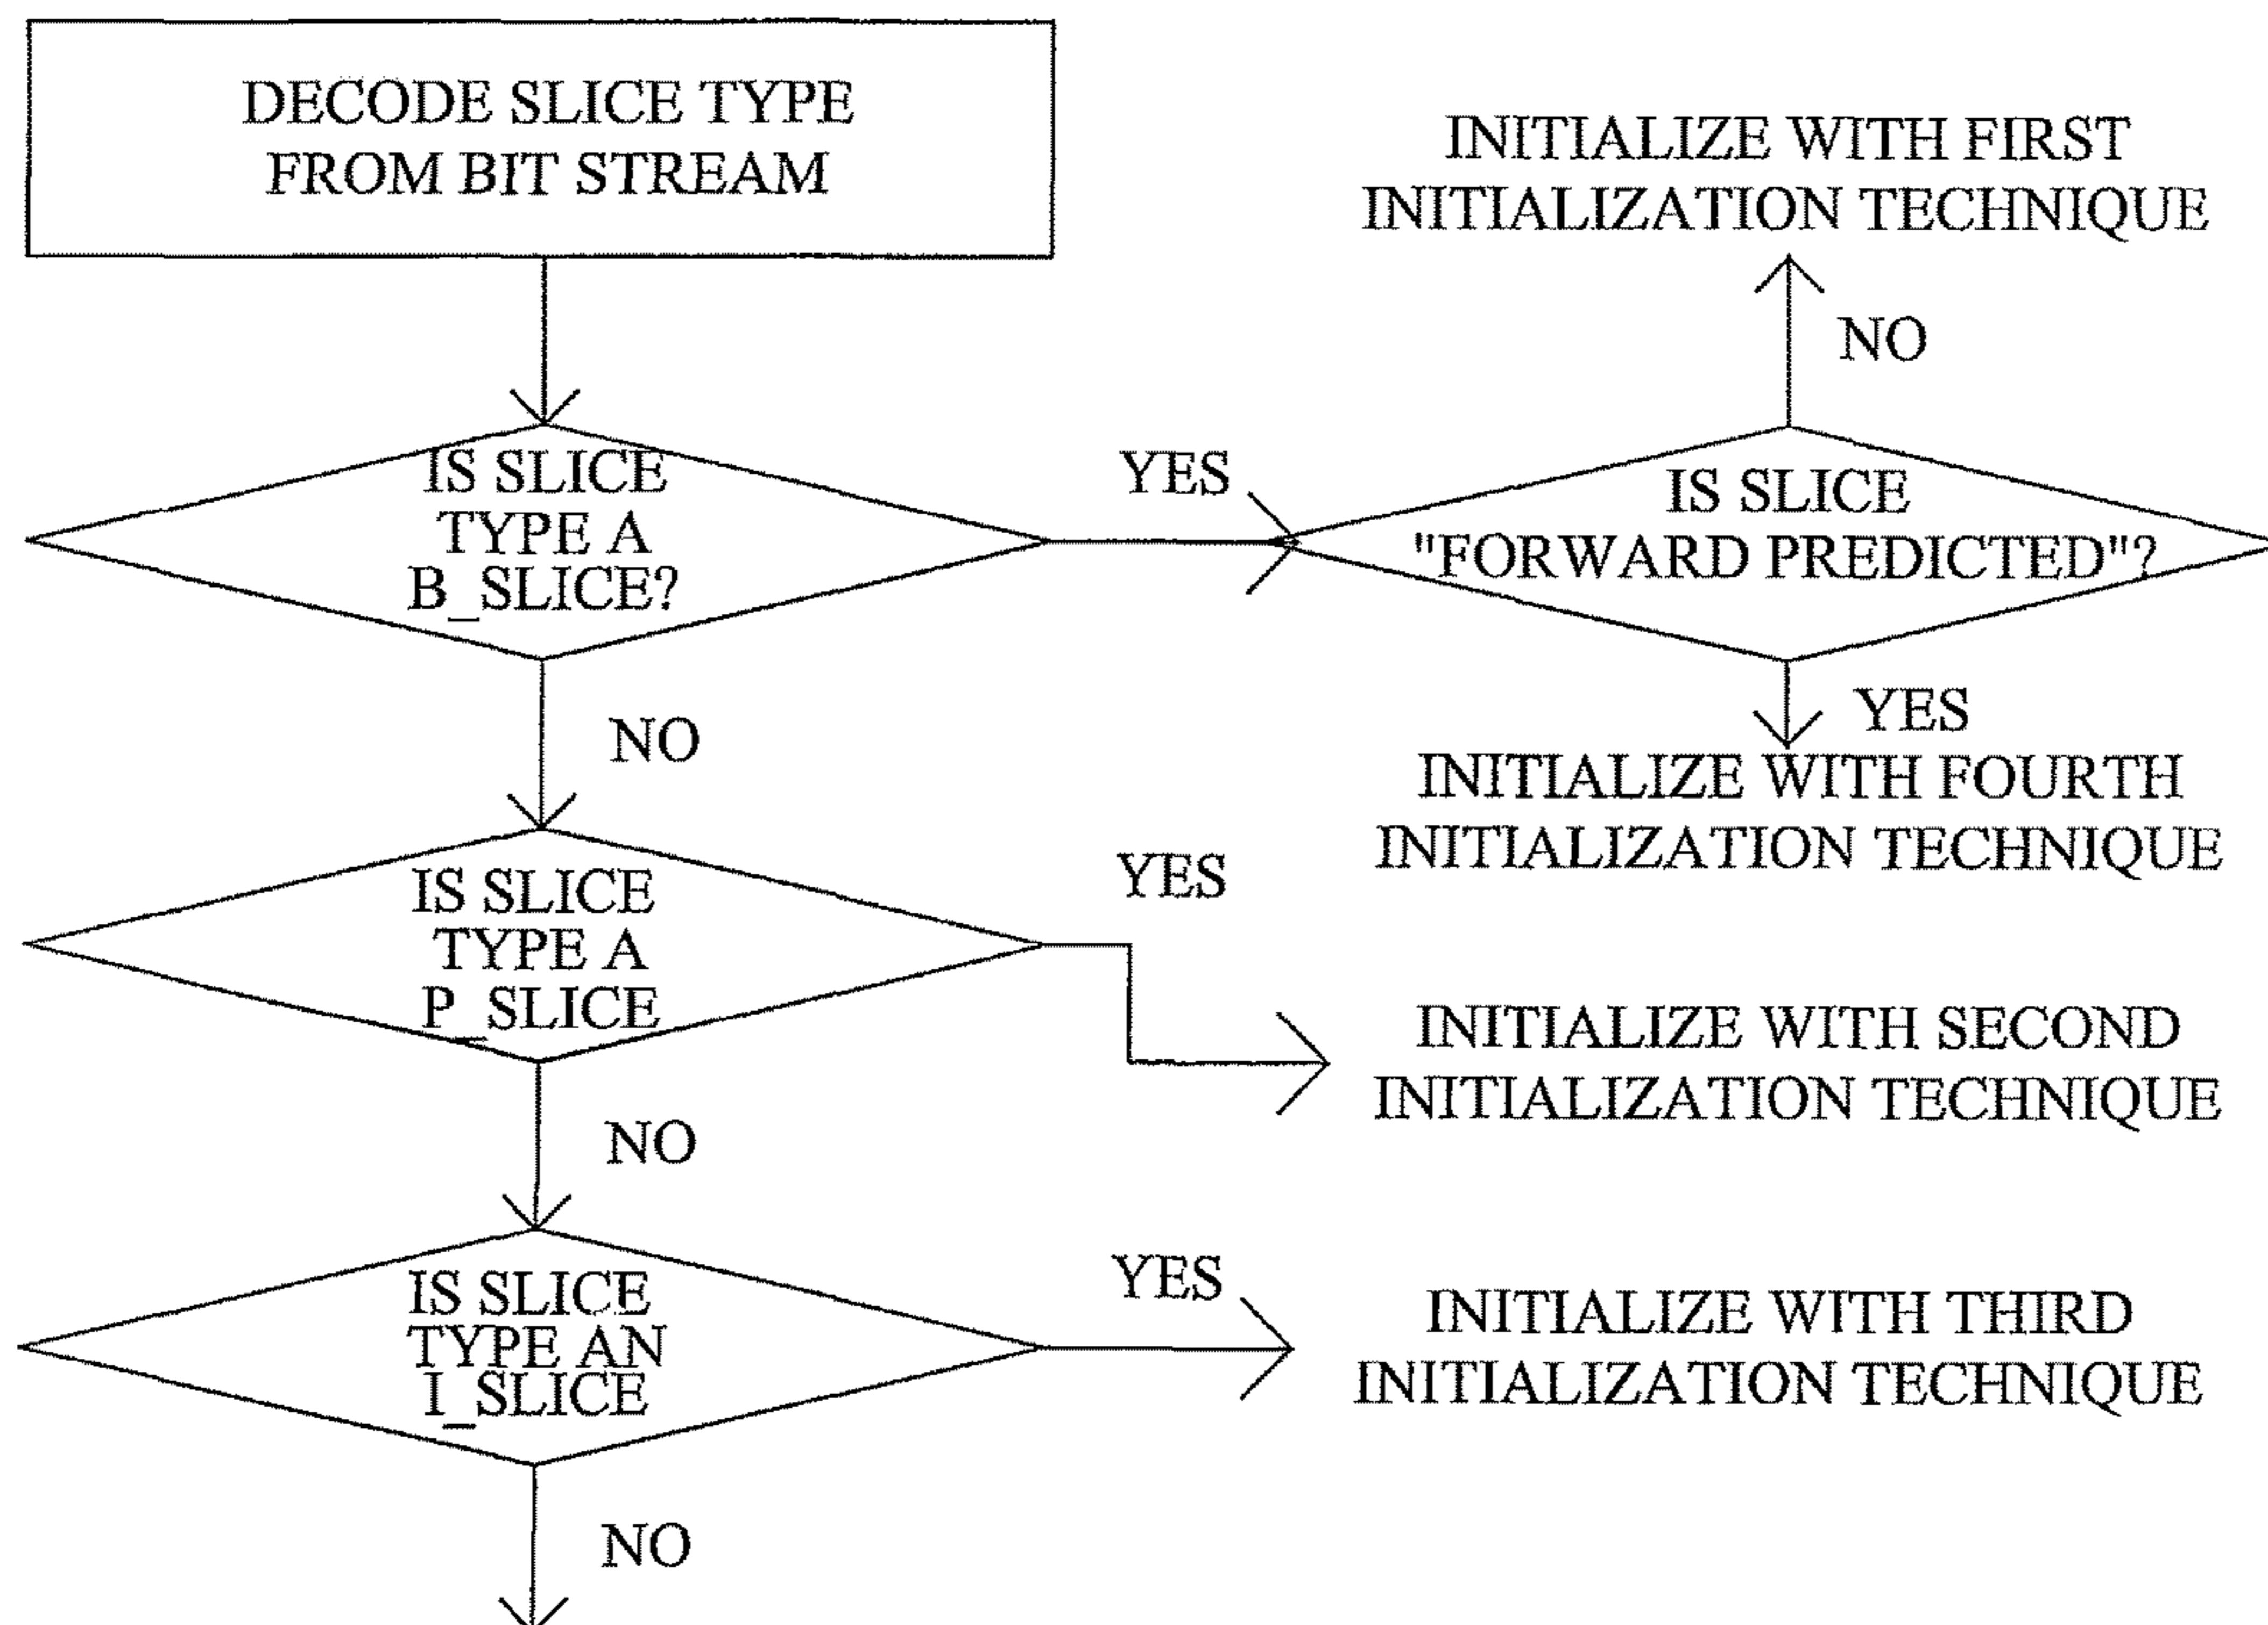 DECODE SLICE TYPE
FROM BIT STREAM
INITIALIZE WITH FIRST
INITIALIZATION TECHNIQUE
NO
IS SLICE
TYPE A
B_SLICE?
YES
IS SLICE
"FORWARD PREDICTED"?
YES
INITIALIZE WITH FOURTH
INITIALIZATION TECHNIQUE
NO
IS SLICE
TYPE A
P_SLICE
YES
INITIALIZE WITH SECOND
INITIALIZATION TECHNIQUE
NO
IS SLICE
TYPE AN
I_SLICE
YES
INITIALIZE WITH THIRD
INITIALIZATION TECHNIQUE
NO